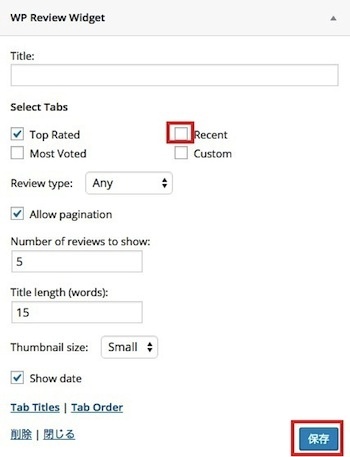 WP Review Widget
Title:
Select Tabs
Top Rated Recent
Most Voted Custom
Review type: Any
Allow pagination
Number of reviews to show:
5
Title length (words):
15
Thumbnail size: Small
Show date
Tab Titles | Tab Order
削除 | 閉じる 保存